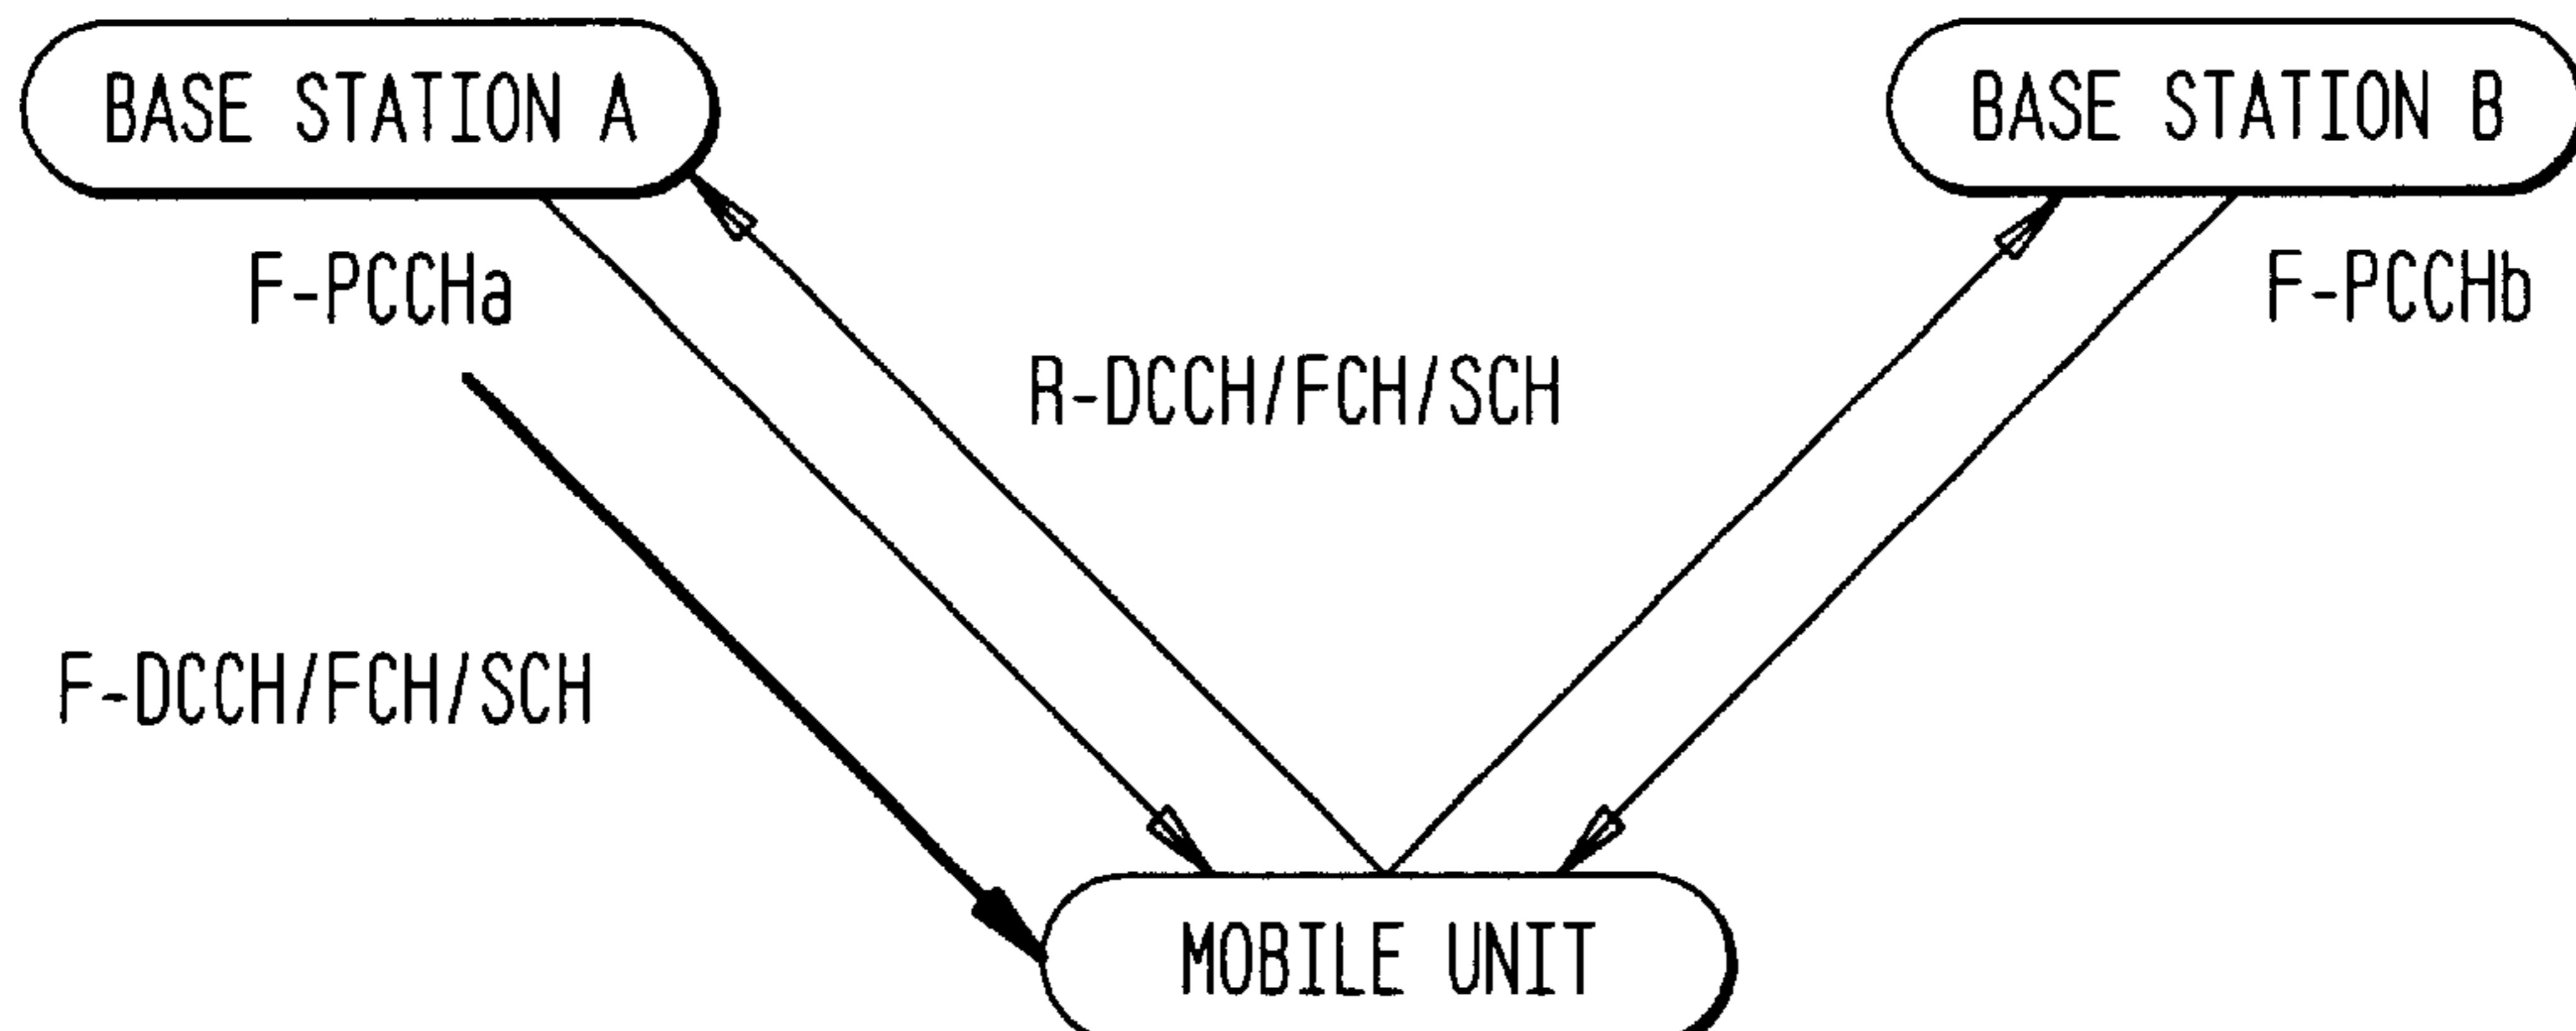 BASE STATION A
BASE STATION B
F-PCCHa
F-PCCHb
R-DCCH/FCH/SCH
F-DCCH/FCH/SCH
MOBILE UNIT